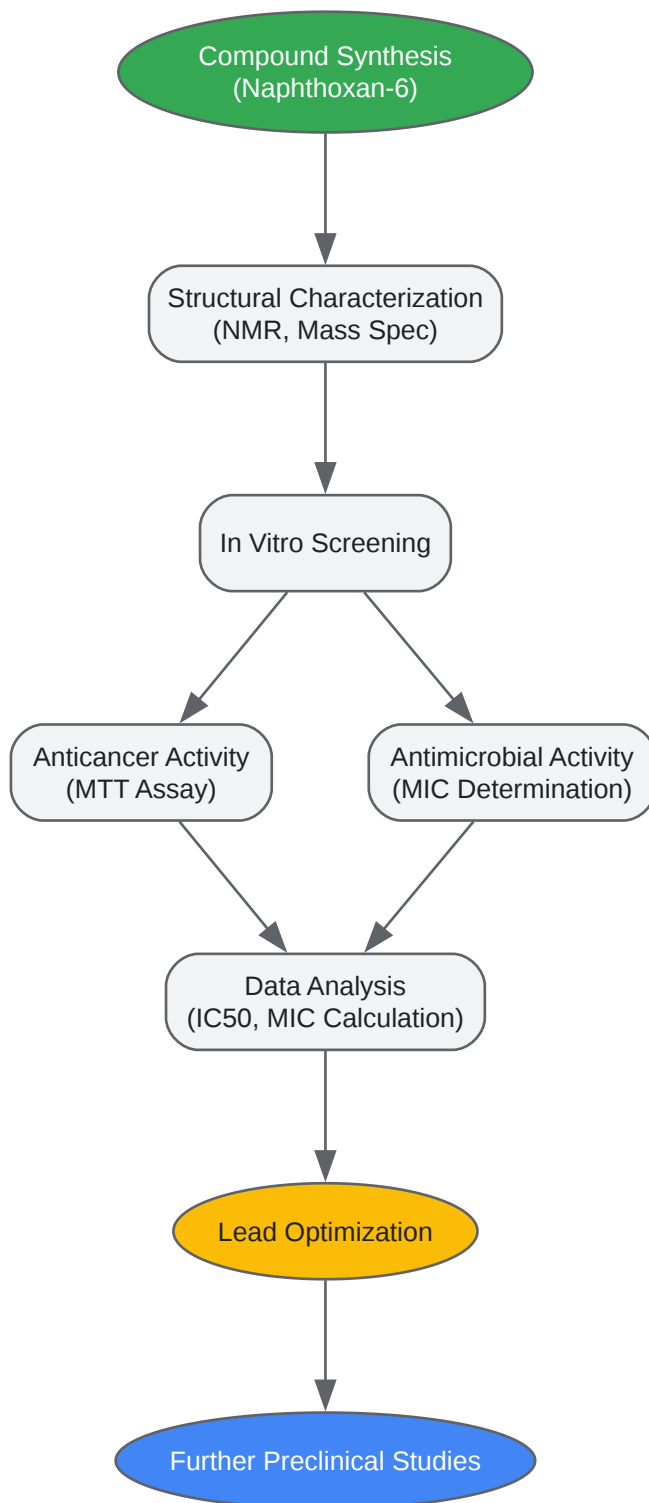 Compound Synthesis
(Naphthoxan-6)
Structural Characterization
(NMR, Mass Spec)
In Vitro Screening
Anticancer Activity
(MTT Assay)
Antimicrobial Activity
(MIC Determination)
Data Analysis
(IC50, MIC Calculation)
Lead Optimization
Further Preclinical Studies